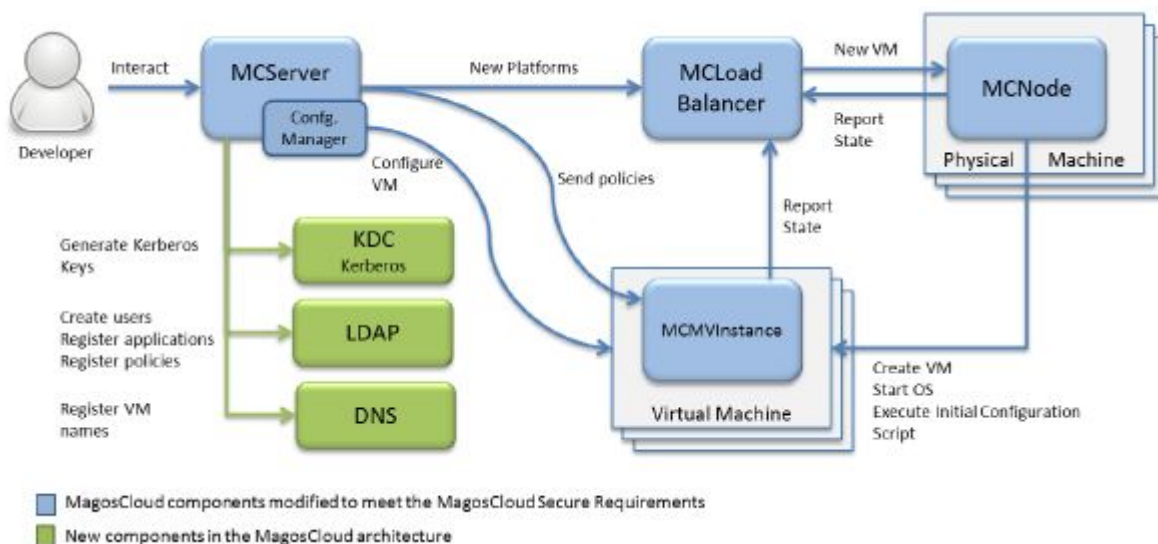 Developer
Interact
MCServer
Confg.
Manager
New Platforms
MCLoad
Balancer
New VM
Report
State
MCNode
Physical Machine
Configure
VM
Send policies
Report
State
Generate Kerberos
Keys
KDC
Kerberos
Create users
Register applications
Register policies
LDAP
Register VM
names
DNS
MCMVInstance
Virtual Machine
Create VM
Start OS
Execute Initial Configuration
Script
MagosCloud components modified to meet the MagosCloud Secure Requirements
New components in the MagosCloud architecture